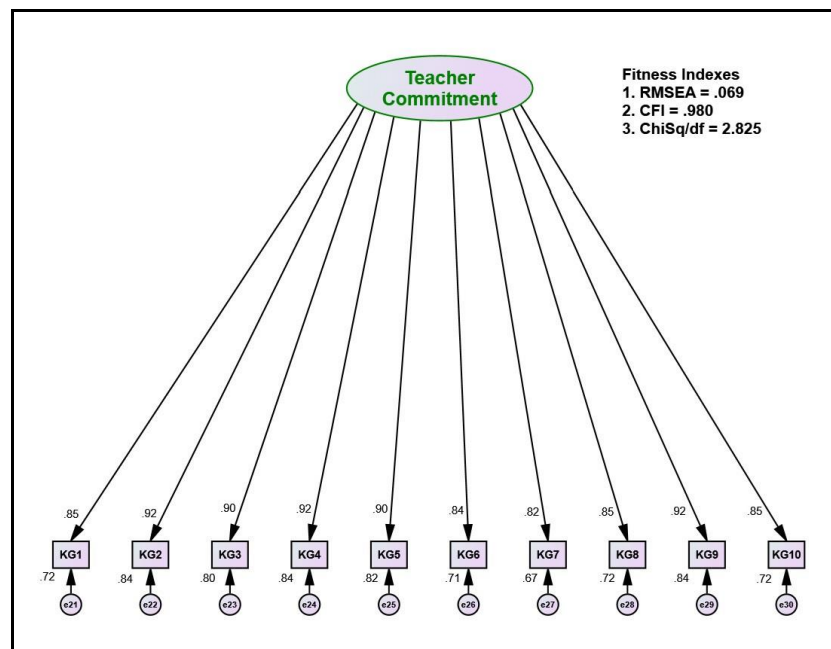 Teacher
Commitment
Fitness Indexes
1. RMSEA = .069
2. CFI = .980
3. ChiSq/df = 2.825
.85 .92 .90 .92 .90 .84 .82 .85 .92 .85
KG1 KG2 KG3 KG4 KG5 KG6 KG7 KG8 KG9 KG10
.72 .84 .80 .84 .82 .71 .67 .72 .84 .72
e21 e22 e23 e24 e25 e26 e27 e28 e29 e30